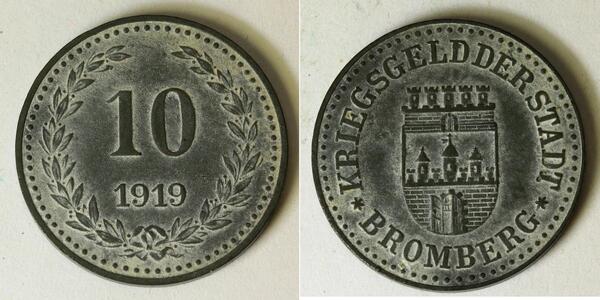 10
1919
KRIEGSGELD DER STADT
* BROMBERG *